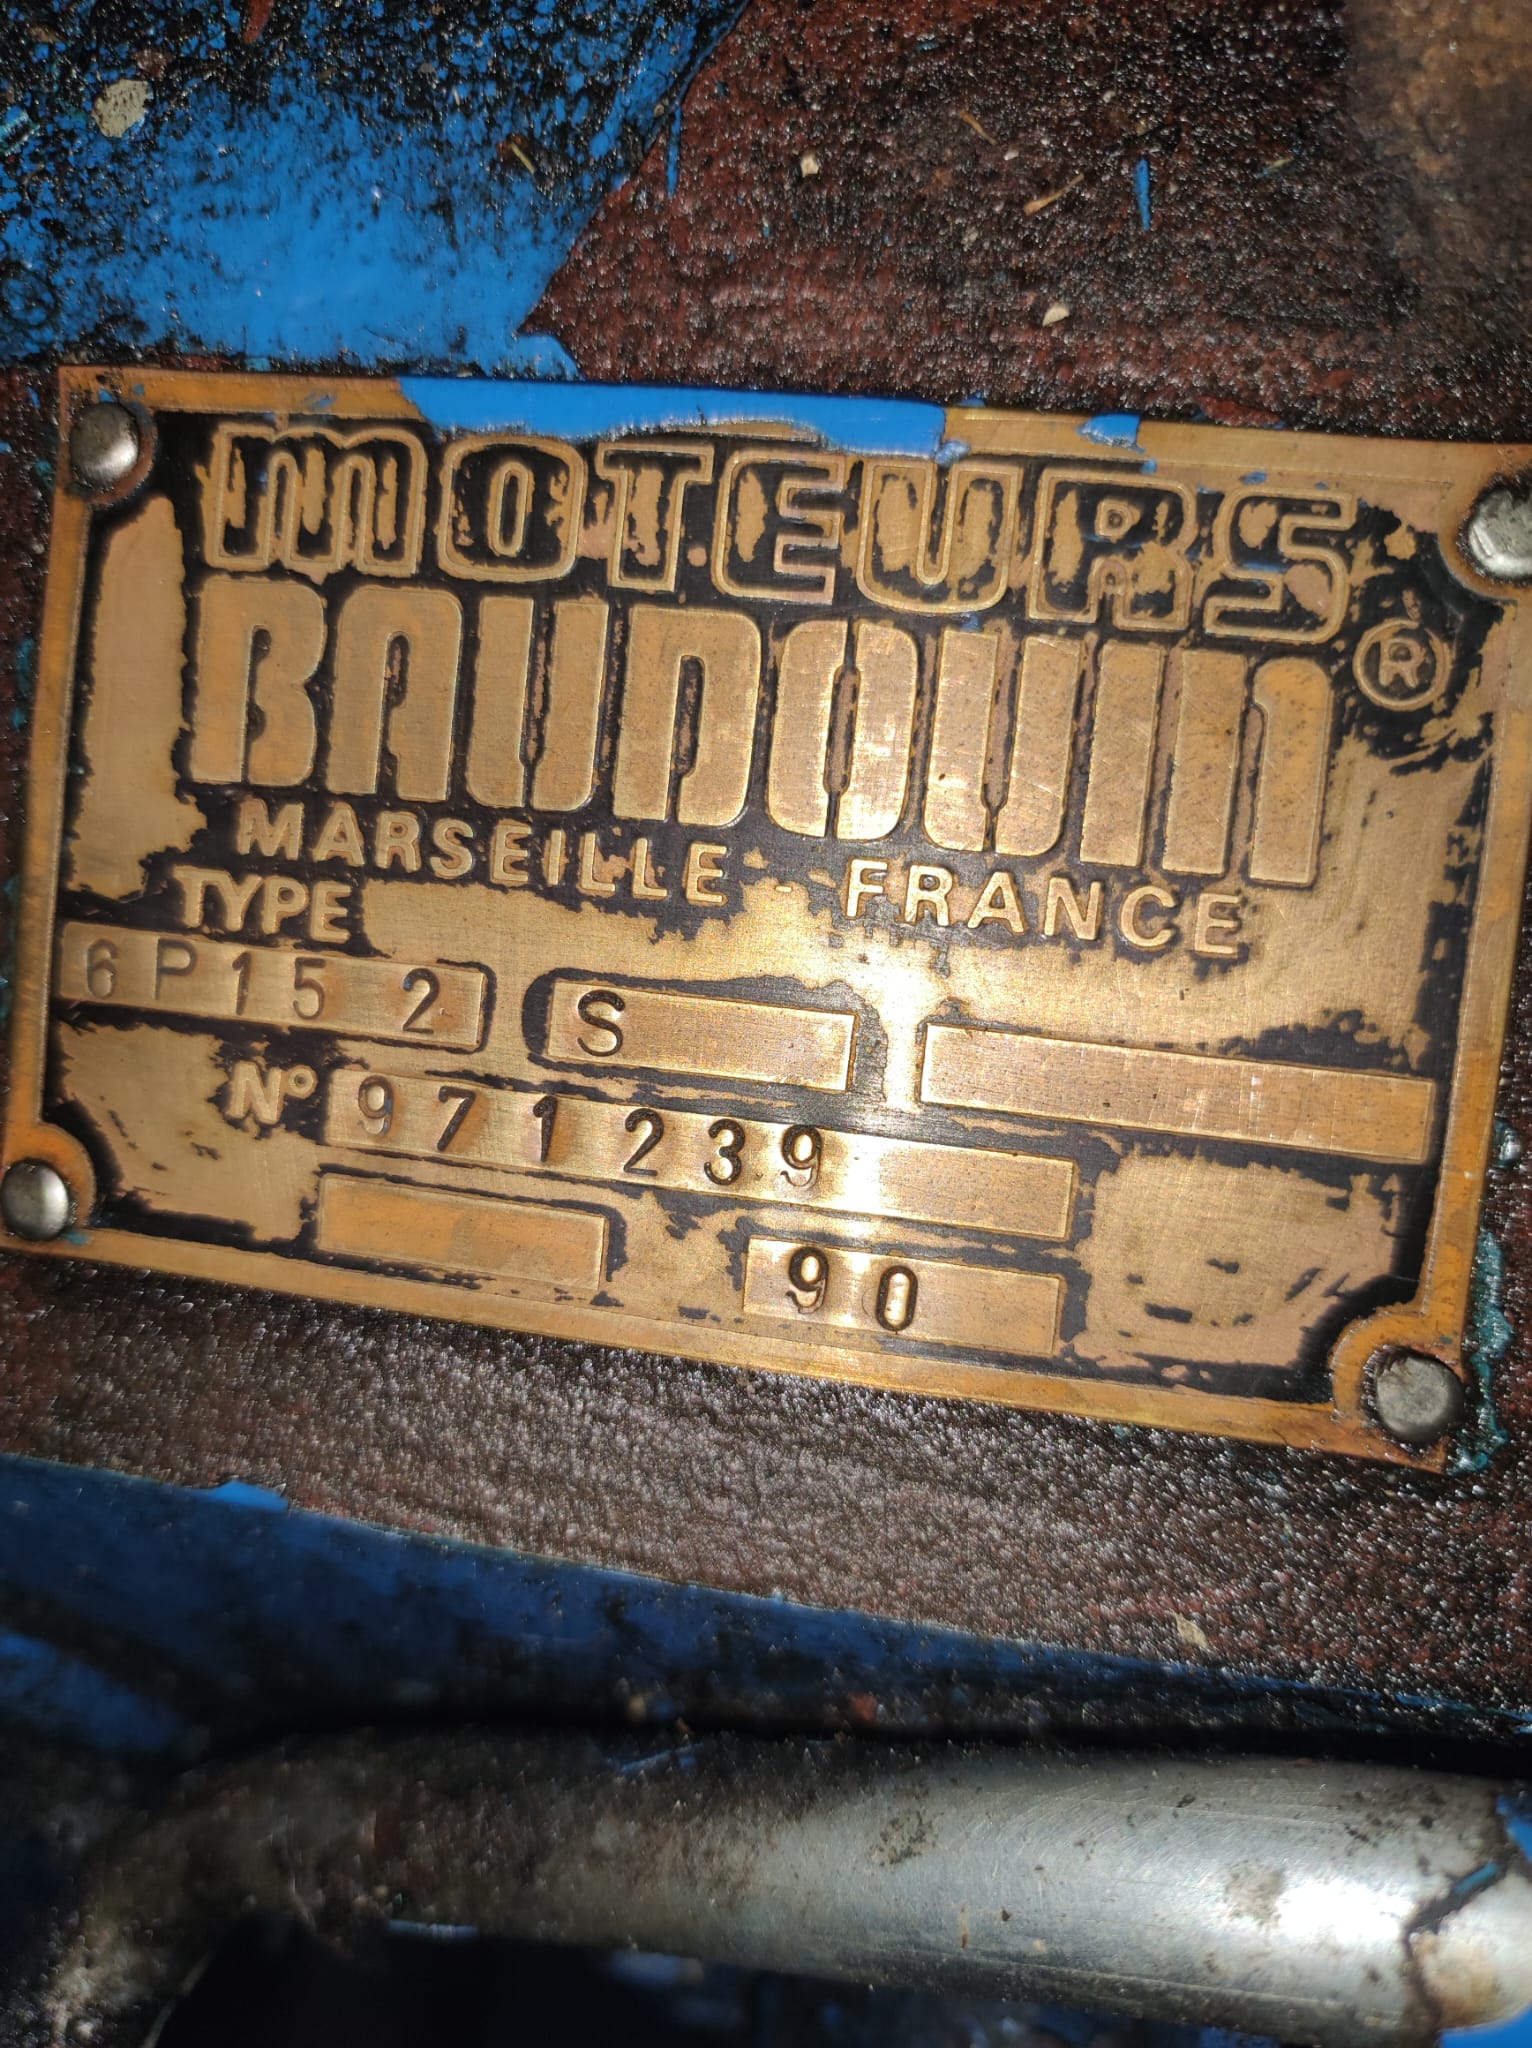 MOTEURS
BAUDOUIN ®
MARSEILLE - FRANCE
TYPE
6P15 2 S
N° 971239
90